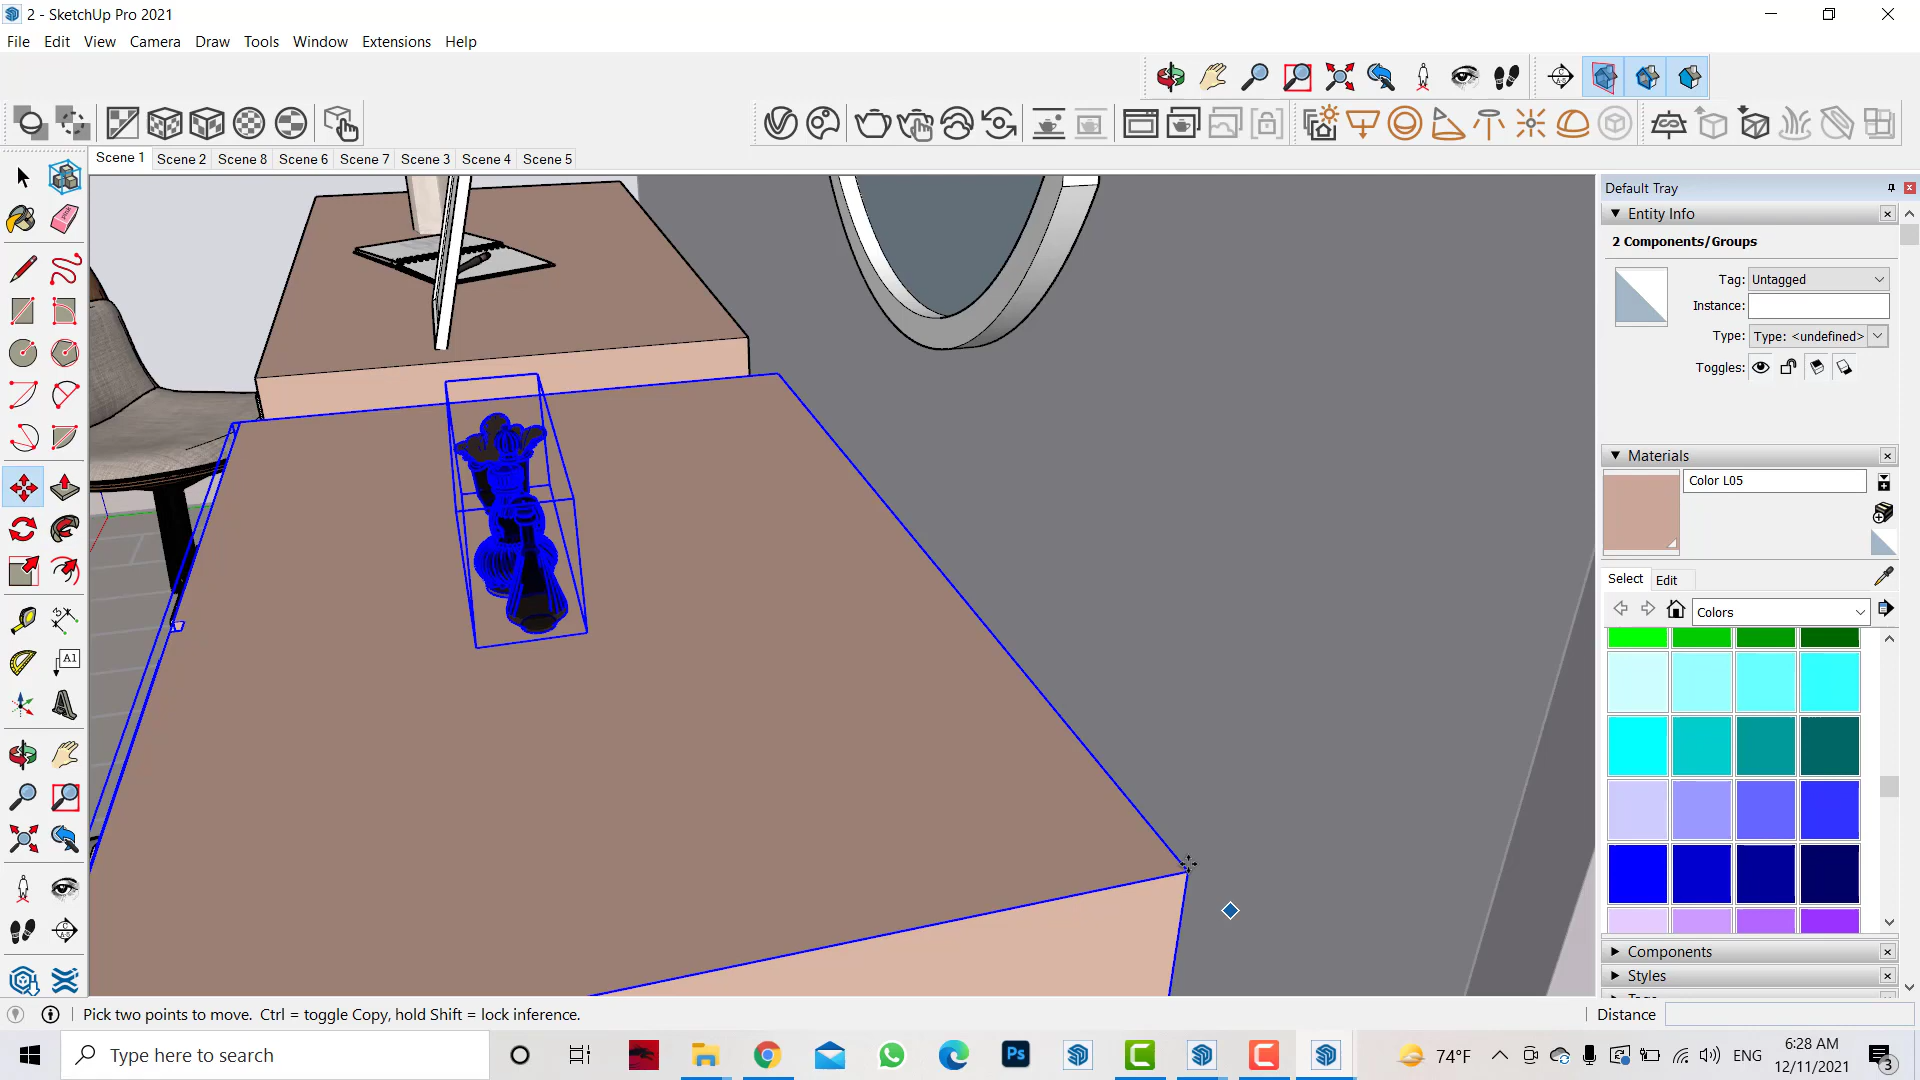 2 - SketchUp Pro 2021
File Edit View Camera Draw Tools Window Extensions Help
Scene 1 Scene 2 Scene 8 Scene 6 Scene 7 Scene 3 Scene 4 Scene 5
Default Tray
Entity Info
2 Components/Groups
Tag: Untagged
Instance:
Type: Type: <undefined>
Toggles:
Materials
Color L05
Select Edit
Colors
A1
Components
Styles
Pick two points to move. Ctrl = toggle Copy, hold Shift = lock inference.
Distance
Type here to search
Ps
74°F
ENG
6:28 AM
12/11/2021
3